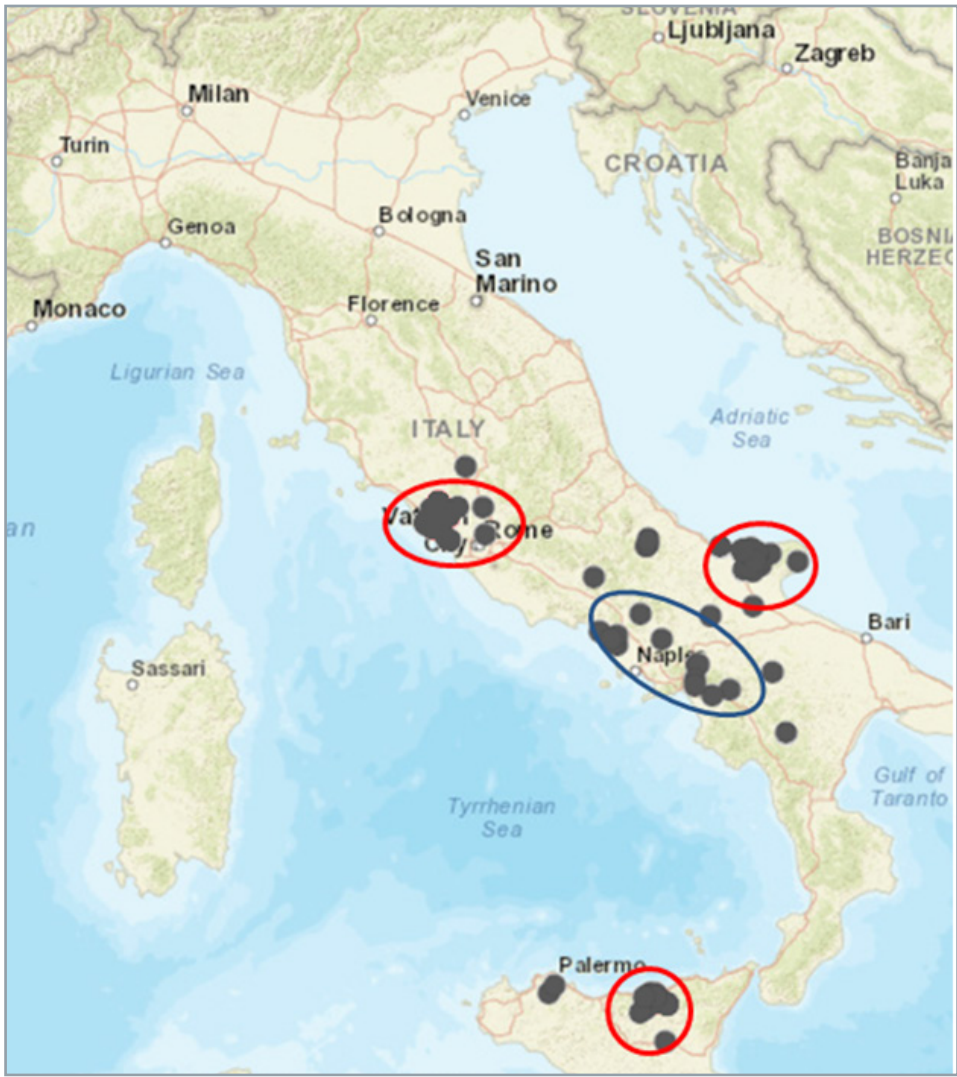 SLOVENIA
Ljubljana
Zagreb
Milan
Venice
Turin
CROATIA
Banja
Luka
Bologna
Genoa
BOSNIA
HERZEG
San
Marino
Florence
Monaco
Ligurian Sea
Adriatic
Sea
ITALY
an
Rome
City
Bari
Naples
Sassari
Gulf of
Taranto
Tyrrhenian
Sea
Palermo